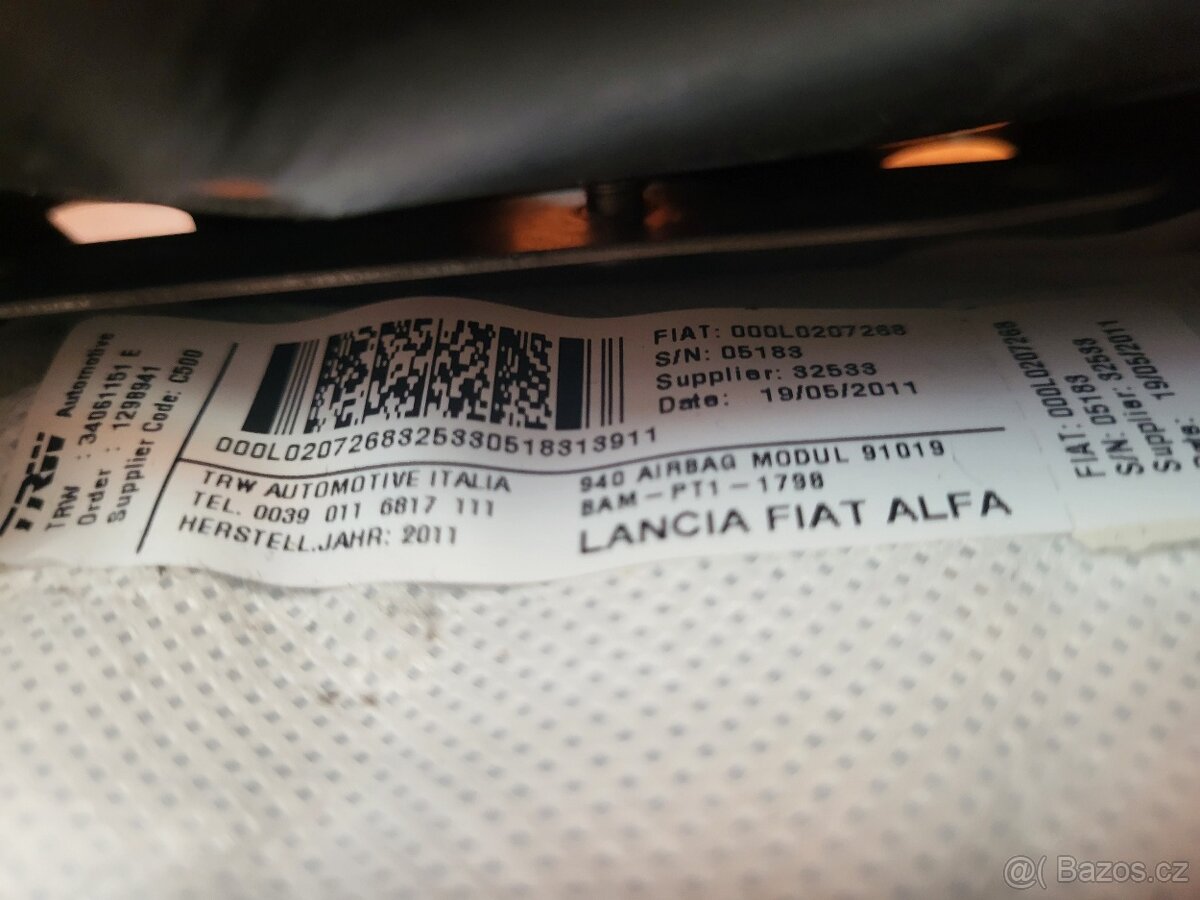 TRW Automotive
TRW : 34061151 E
Order : 1298941
Supplier Code: C500
000L020726832533051831391 1
FIAT: 000L0207268
S/N: 05183
Supplier: 32533
Date: 19/05/2011
TRW AUTOMOTIVE ITALIA
TEL. 0039 011 6817 111
HERSTELL.JAHR: 2011
940 AIRBAG MODUL 91019
BAM-PT1-1798
LANCIA FIAT ALFA
000L0207268
FIAT: 000L0207268
S/N: 05183
Supplier: 32533
19/05/2011
@( Bazos.cz